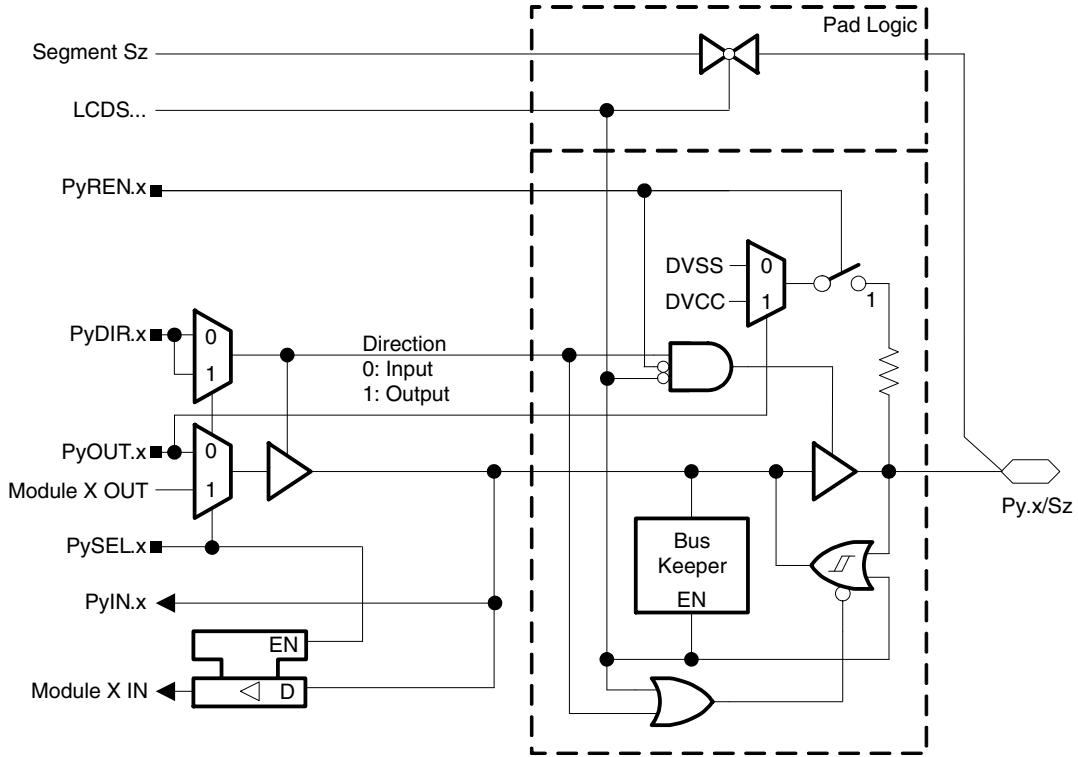 Pad Logic
Segment Sz
LCDS...
PyREN.x
DVSS
0
DVCC
1
1
PyDIR.x
0
1
Direction
0: Input
1: Output
PyOUT.x
0
Module X OUT
1
Py.x/Sz
PySEL.x
Bus
Keeper
EN
PyIN.x
EN
Module X IN
D